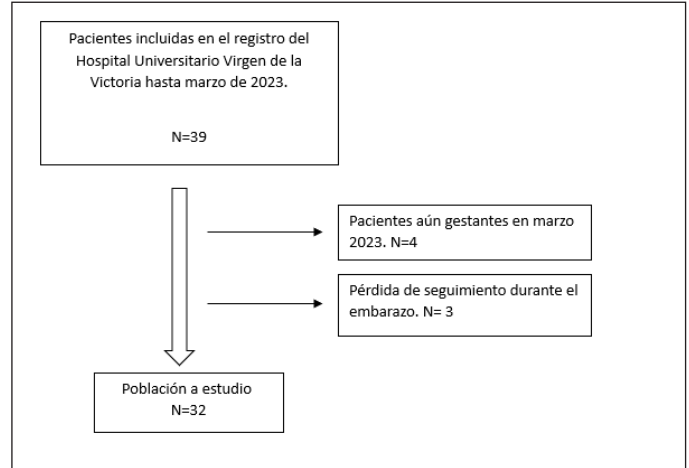 Pacientes incluidas en el registro del
Hospital Universitario Virgen de la
Victoria hasta marzo de 2023.
N=39
Pacientes aún gestantes en marzo
2023. N=4
Pérdida de seguimiento durante el
embarazo. N= 3
Población a estudio
N=32